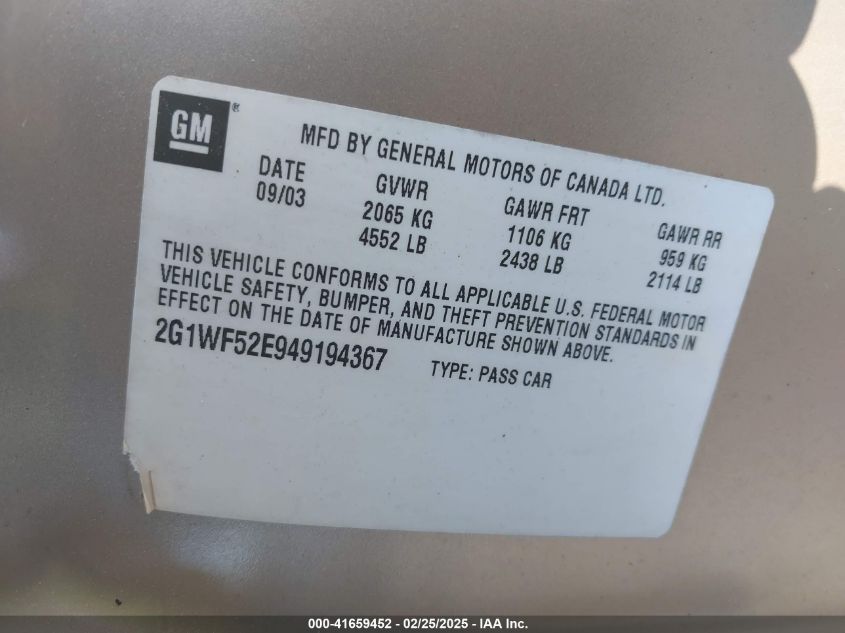 GM®
MFD BY GENERAL MOTORS OF CANADA LTD.
DATE GVWR GAWR FRT GAWR RR
09/03 2065 KG 1106 KG 959 KG
4552 LB 2438 LB 2114 LB
THIS VEHICLE CONFORMS TO ALL APPLICABLE U.S. FEDERAL MOTOR
VEHICLE SAFETY, BUMPER, AND THEFT PREVENTION STANDARDS IN
EFFECT ON THE DATE OF MANUFACTURE SHOWN ABOVE.
2G1WF52E949194367 TYPE: PASS CAR
000-41659452 - 02/25/2025 - IAA Inc.